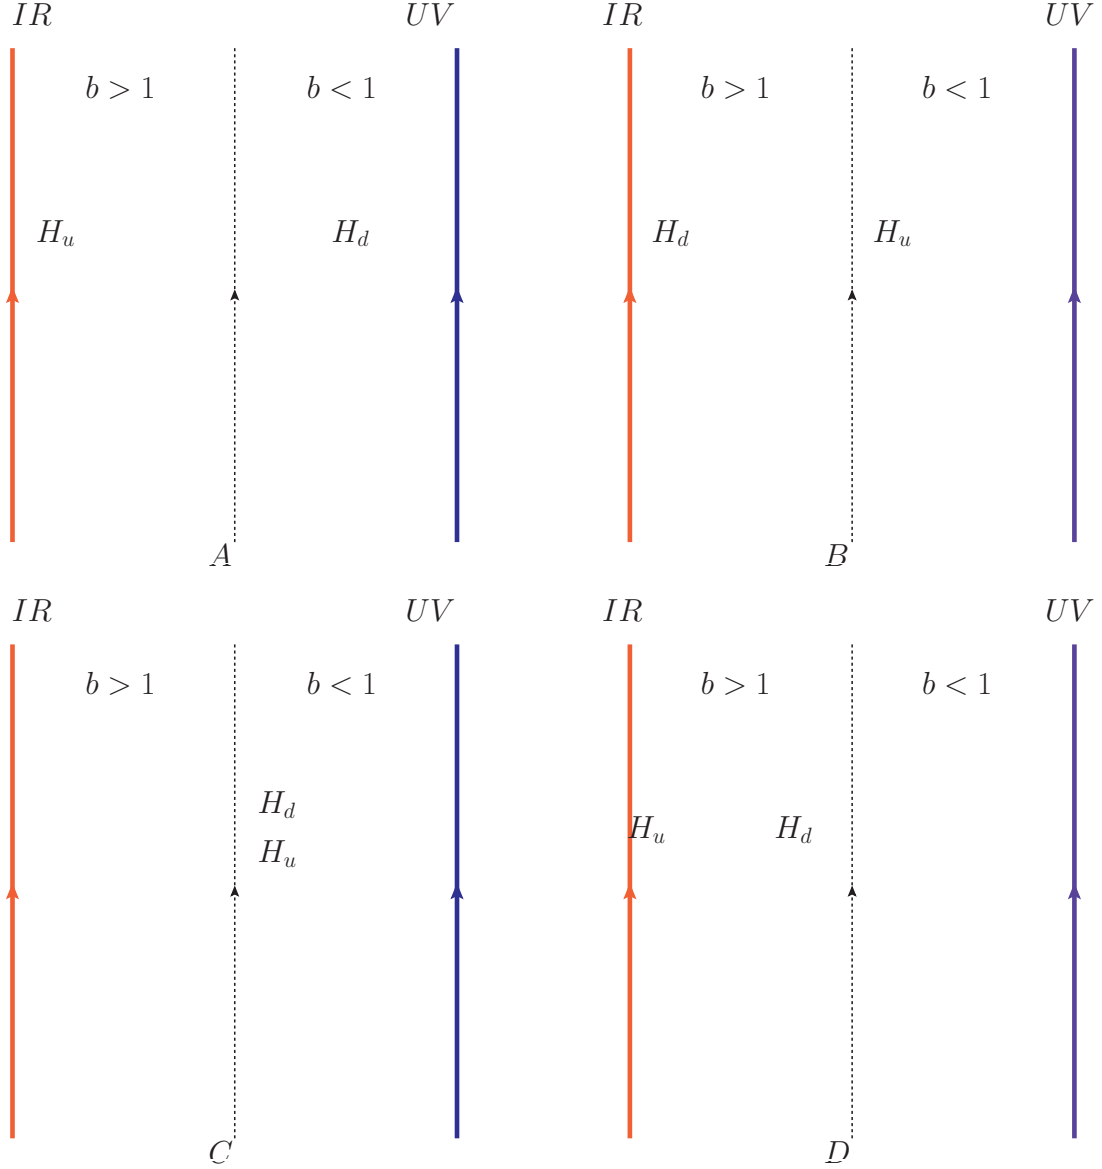 IR UV IR UV
b > 1 b < 1 b > 1 b < 1
H_u H_d H_d H_u
A B
IR UV IR UV
b > 1 b < 1 b > 1 b < 1
H_d
H_u H_d
H_u
C D